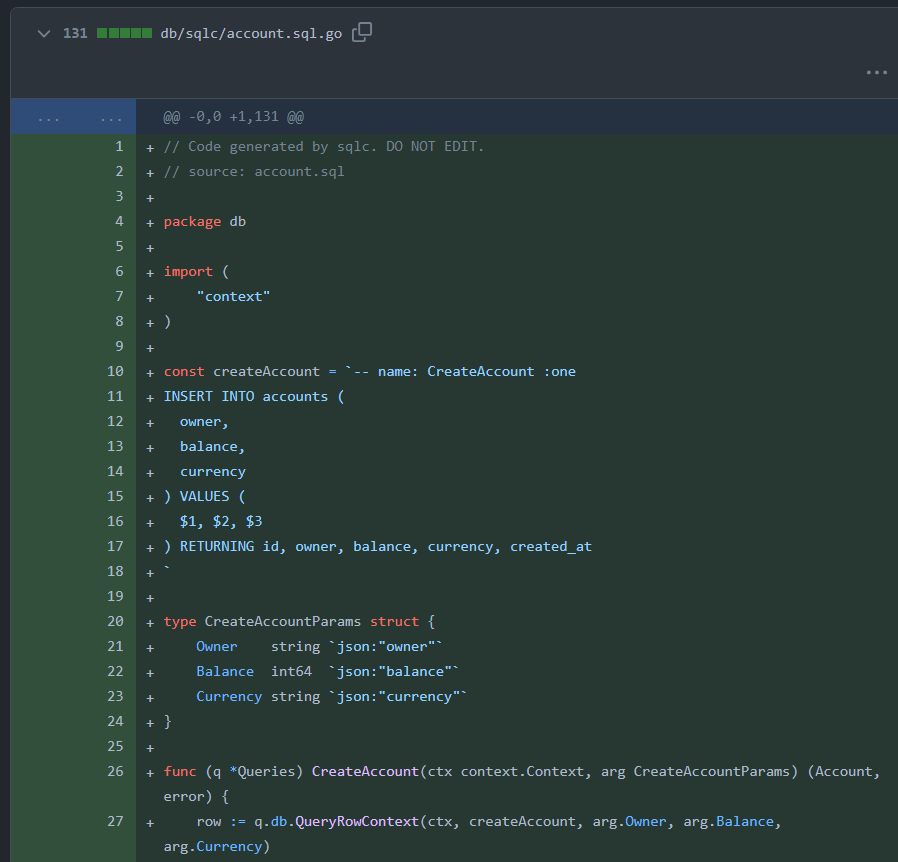 131 db/sqlc/account.sql.go
...
... ... @@ -0,0 +1,131 @@
1 + // Code generated by sqlc. DO NOT EDIT.
2 + // source: account.sql
3 +
4 + package db
5 +
6 + import (
7 +     "context"
8 + )
9 +
10 + const createAccount = `-- name: CreateAccount :one
11 + INSERT INTO accounts (
12 +   owner,
13 +   balance,
14 +   currency
15 + ) VALUES (
16 +   $1, $2, $3
17 + ) RETURNING id, owner, balance, currency, created_at
18 + `
19 +
20 + type CreateAccountParams struct {
21 +     Owner    string `json:"owner"`
22 +     Balance  int64  `json:"balance"`
23 +     Currency string `json:"currency"`
24 + }
25 +
26 + func (q *Queries) CreateAccount(ctx context.Context, arg CreateAccountParams) (Account,
error) {
27 +     row := q.db.QueryRowContext(ctx, createAccount, arg.Owner, arg.Balance,
arg.Currency)